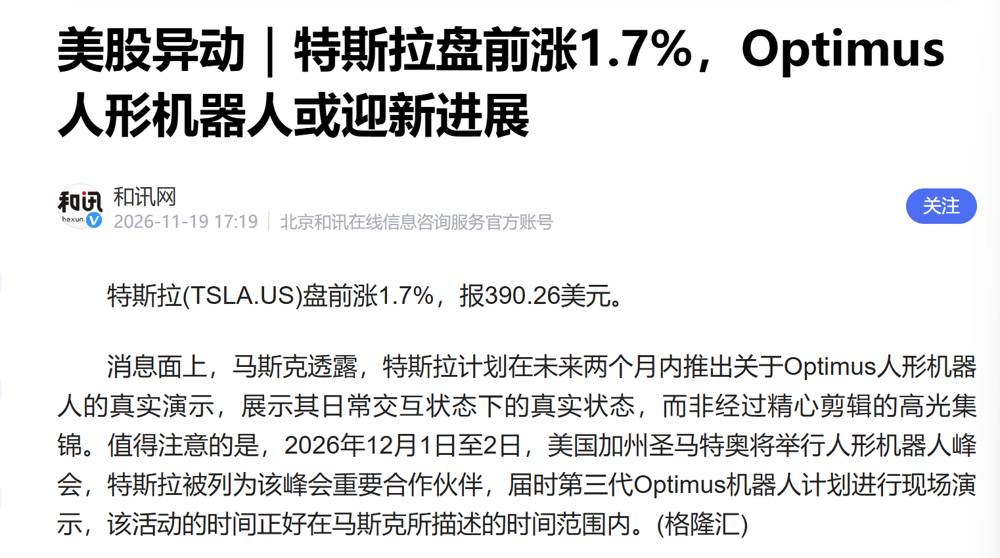 美股异动｜特斯拉盘前涨1.7%，Optimus
人形机器人或迎新进展
和讯
hexun.
和讯网
2026-11-19 17:19
北京和讯在线信息咨询服务官方账号
关注
特斯拉(TSLA.US)盘前涨1.7%，报390.26美元。
消息面上，马斯克透露，特斯拉计划在未来两个月内推出关于Optimus人形机器
人的真实演示，展示其日常交互状态下的真实状态，而非经过精心剪辑的高光集
锦。值得注意的是，2026年12月1日至2日，美国加州圣马特奥将举行人形机器人峰
会，特斯拉被列为该峰会重要合作伙伴，届时第三代Optimus机器人计划进行现场演
示，该活动的时间正好在马斯克所描述的时间范围内。(格隆汇)